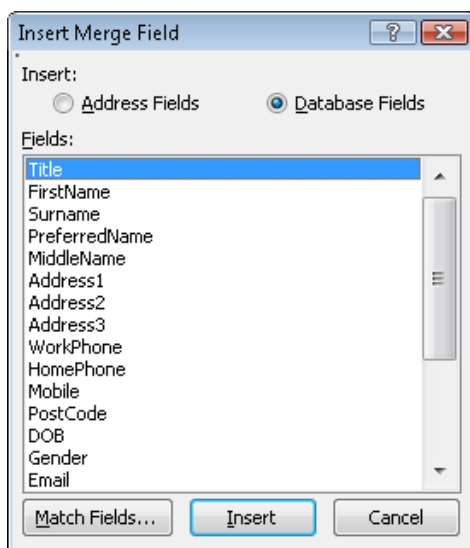 Insert Merge Field
Insert:
Address Fields Database Fields
Fields:
Title
FirstName
Surname
PreferredName
MiddleName
Address1
Address2
Address3
WorkPhone
HomePhone
Mobile
PostCode
DOB
Gender
Email
Match Fields... Insert Cancel